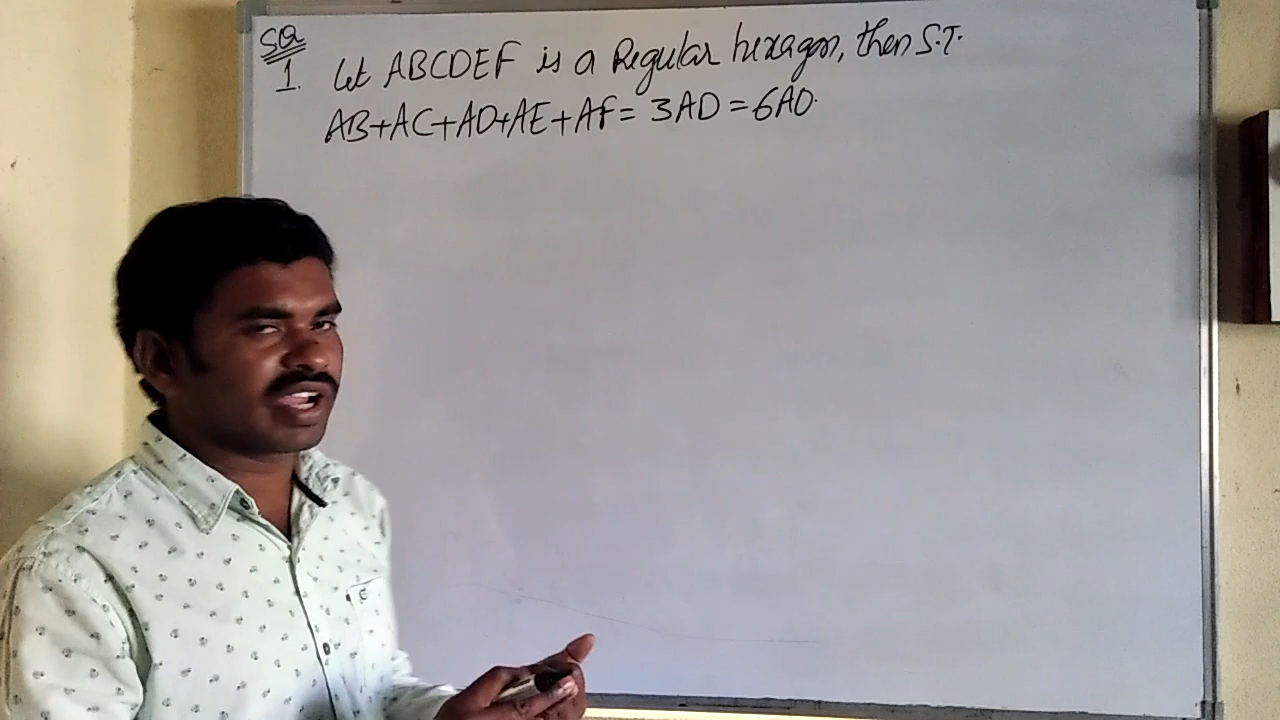 SQ
1. Let ABCDEF is a Regular hexagon, then S.T.
AB+AC+AD+AE+AF= 3AD = 6AO.